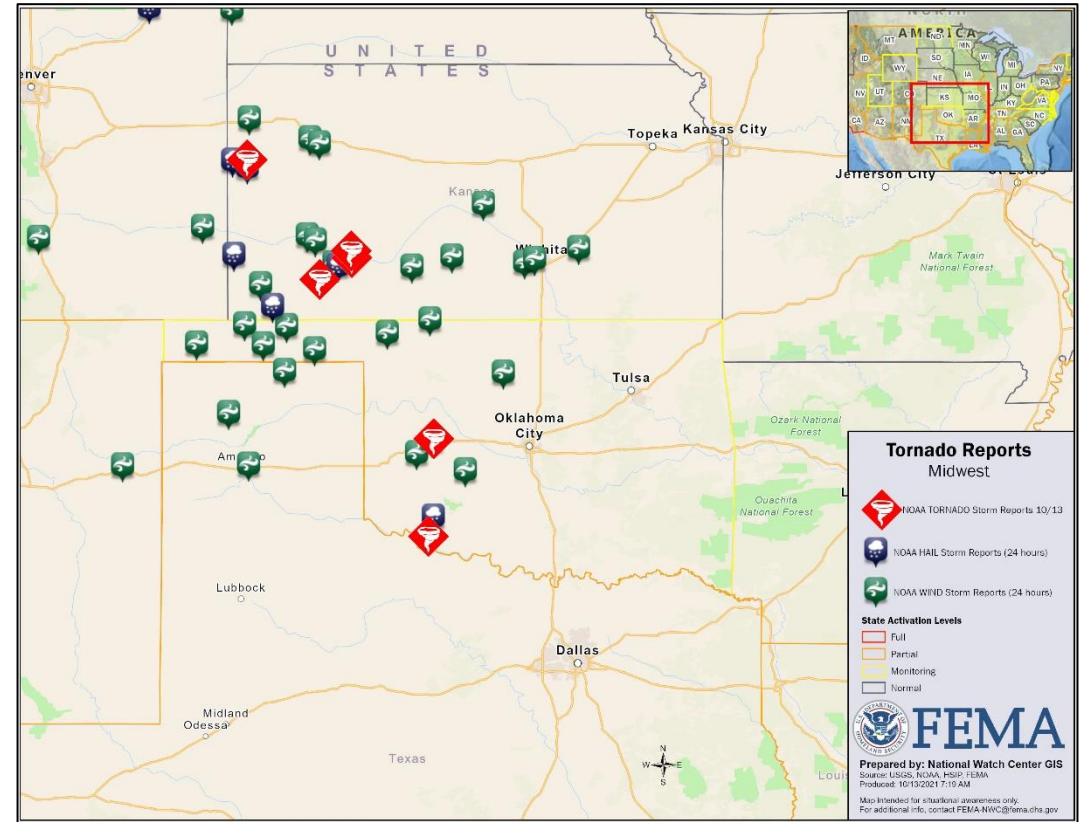 UNITED
STATES
enver
Topeka
Kansas City
Jefferson City
Kansas
Wichita
Mark Twain
National Forest
Tulsa
Oklahoma
City
Ozark National
Forest
Ouachita
National Forest
Lubbock
Dallas
Midland
Odessa
Texas
Louis
N
W
E
S
AMERICA
ND
MT
MN
ID
SD
WI
MI
WY
NY
IA
NE
PA
NV
UT
IN
OH
KS
MO
VA
KY
CA
AZ
OK
AR
TN
NC
SC
TX
AL
GA
Tornado Reports
Midwest
NOAA TORNADO Storm Reports 10/13
NOAA HAIL Storm Reports (24 hours)
NOAA WIND Storm Reports (24 hours)
State Activation Levels
Full
Partial
Monitoring
Normal
FEMA
Prepared by: National Watch Center GIS
Source: USGS, NOAA, HSIP, FEMA
Produced: 10/13/2021 7:19 AM
Map intended for situational awareness only.
For additional info, contact FEMA-NWC@fema.dhs.gov